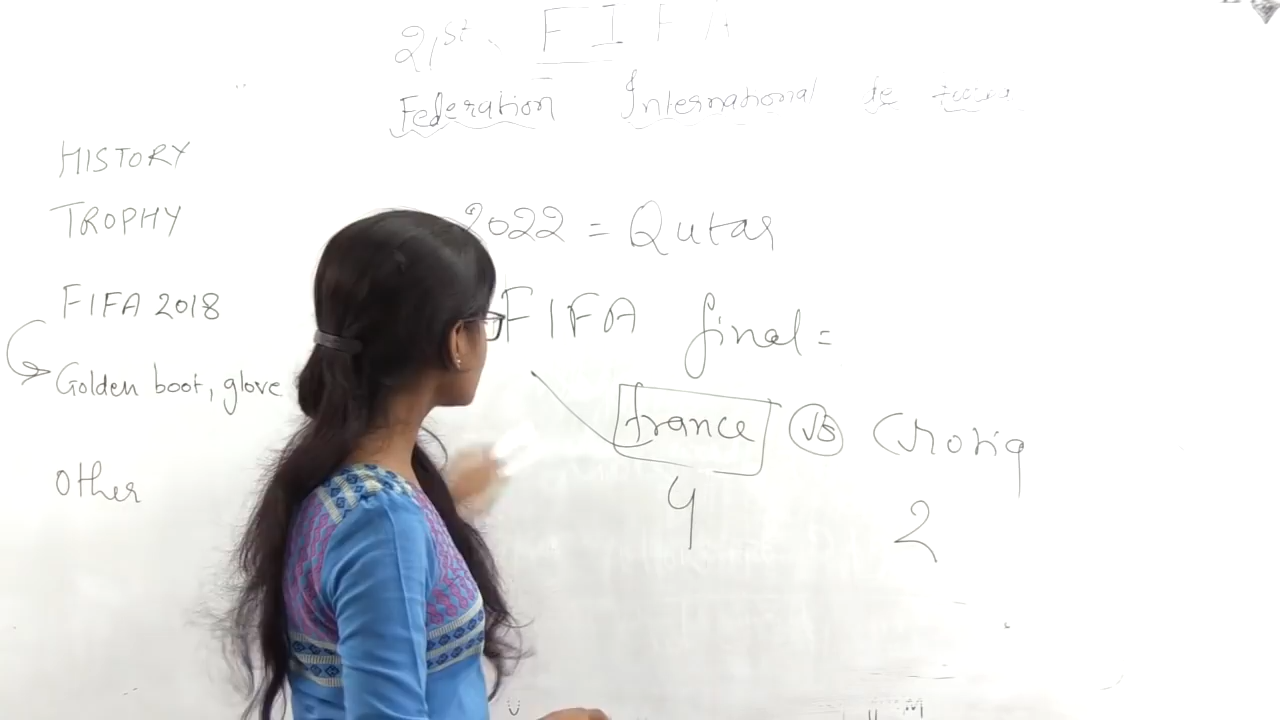 21st FIFA
Federation International de
HISTORY
TROPHY
2022 = Qutar
FIFA 2018
FIFA final =
Golden boot, glove
france vs Crotia
4 2
Other